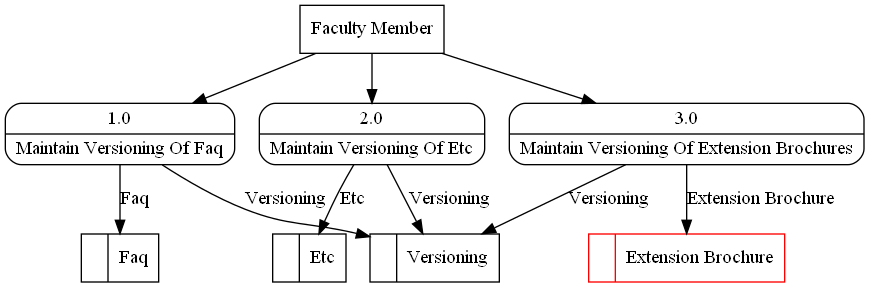 Faculty Member
1.0
Maintain Versioning Of Faq
2.0
Maintain Versioning Of Etc
3.0
Maintain Versioning Of Extension Brochures
Faq
Versioning
Etc
Versioning
Versioning
Extension Brochure
Faq
Etc
Versioning
Extension Brochure